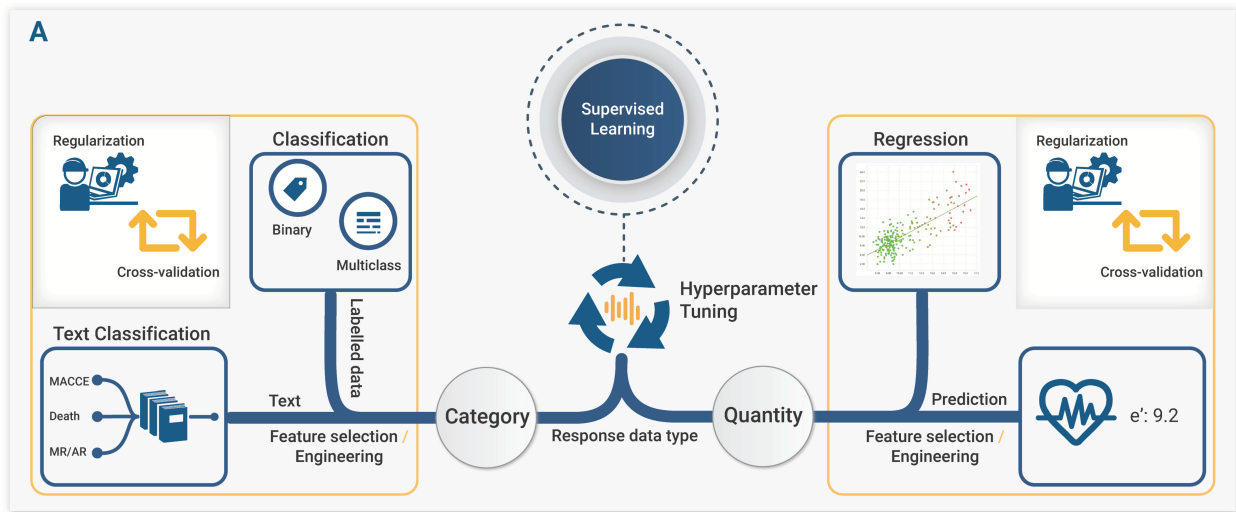 A
Supervised
Learning
Regularization
Cross-validation
Classification
Binary
Multiclass
Labelled data
Text Classification
MACCE
Death
MR/AR
Text
Feature selection /
Engineering
Category
Hyperparameter
Tuning
Response data type
Quantity
Regression
Regularization
Cross-validation
Prediction
Feature selection /
Engineering
e': 9.2